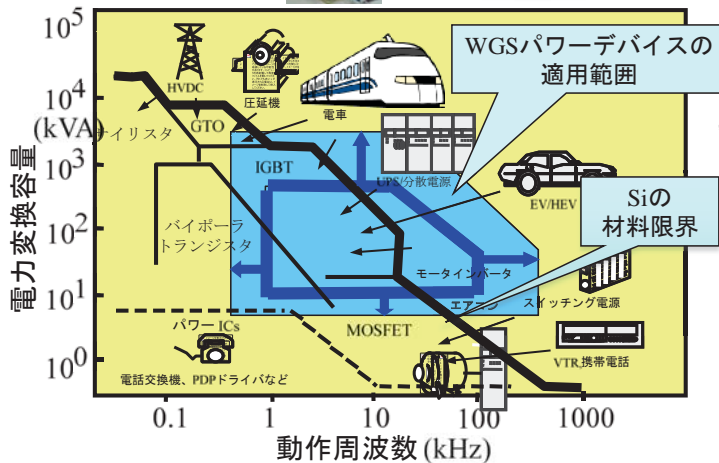 10⁵
WGSパワーデバイスの
適用範囲
HVDC
圧延機
電車
10⁴
(kVA)
サイリスタ
GTO
10³
IGBT
UPS/分散電源
EV/HEV
Siの
材料限界
電力変換容量
10²
バイポーラ
トランジスタ
モータインバータ
10¹
エアコン
スイッチング電源
パワー ICs
MOSFET
10⁰
VTR,携帯電話
電話交換機、PDPドライバなど
0.1
1
10
100
1000
動作周波数 (kHz)